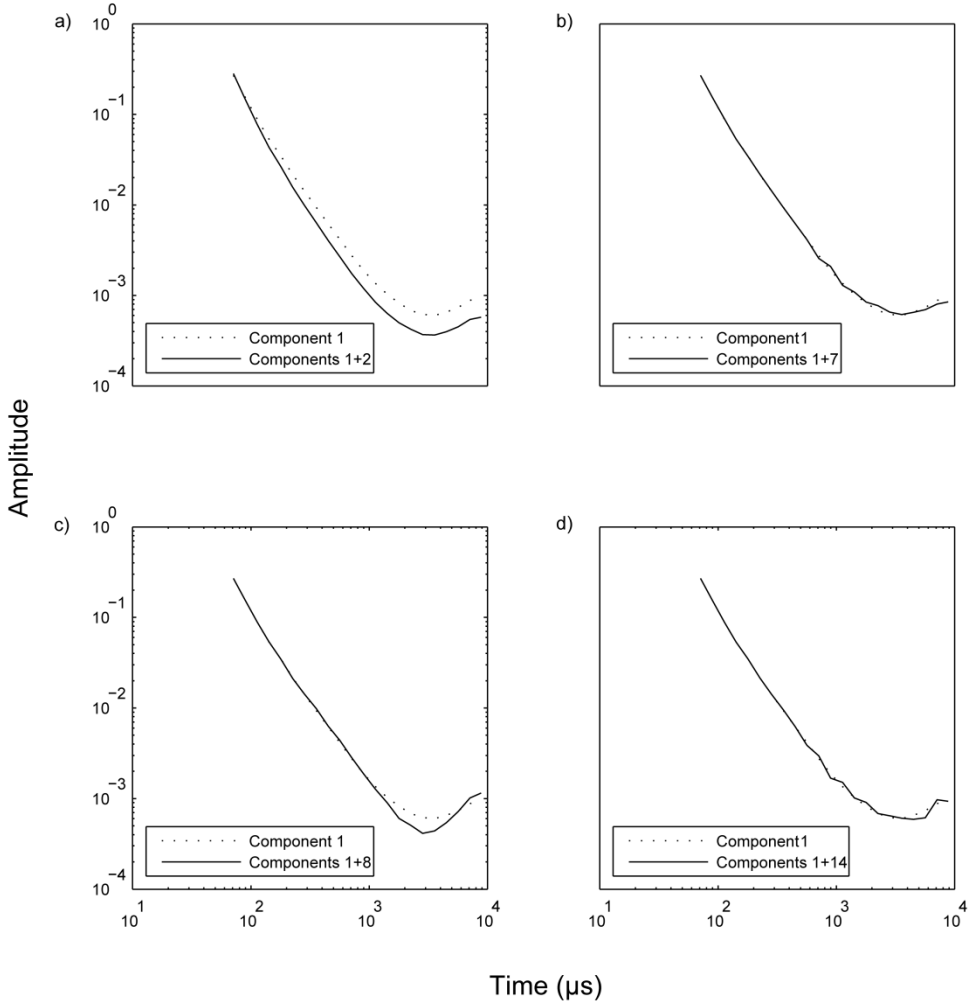 a)
10^0
10^−1
10^−2
10^−3
10^−4
Component 1
Components 1+2
b)
Component1
Components 1+7
Amplitude
c)
10^0
10^−1
10^−2
10^−3
10^−4
Component 1
Components 1+8
10^1
10^2
10^3
10^4
d)
Component1
Components 1+14
10^1
10^2
10^3
10^4
Time (μs)